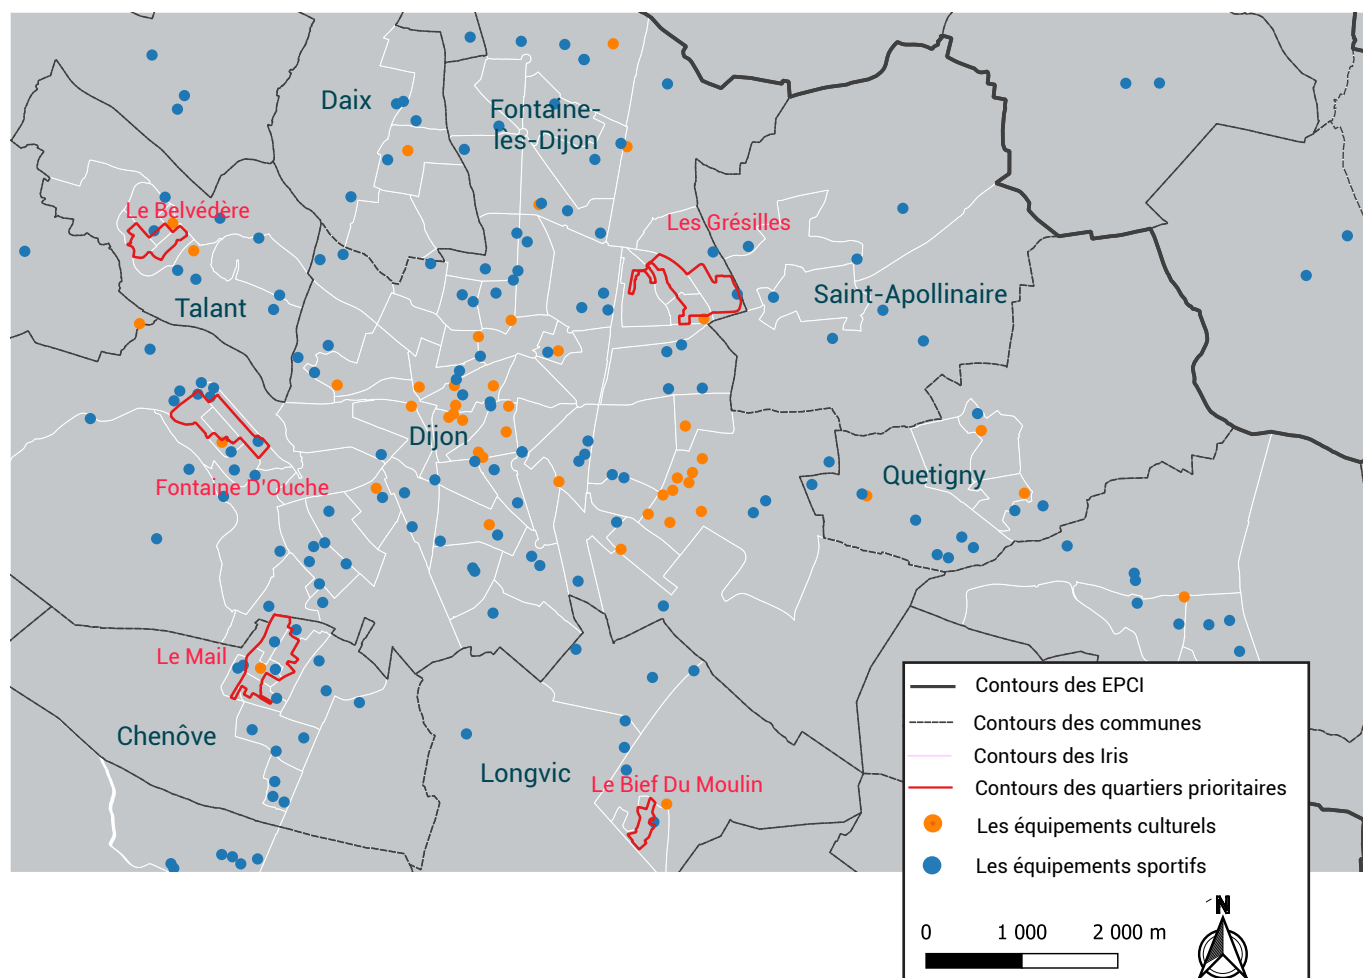 Daix
Fontaine-
lès-Dijon
Le Belvédère
Les Grésilles
Talant
Saint-Apollinaire
Dijon
Quetigny
Fontaine D'Ouche
Le Mail
Chenôve
Longvic
Le Bief Du Moulin
Contours des EPCI
Contours des communes
Contours des Iris
Contours des quartiers prioritaires
Les équipements culturels
Les équipements sportifs
N
0 1 000 2 000 m